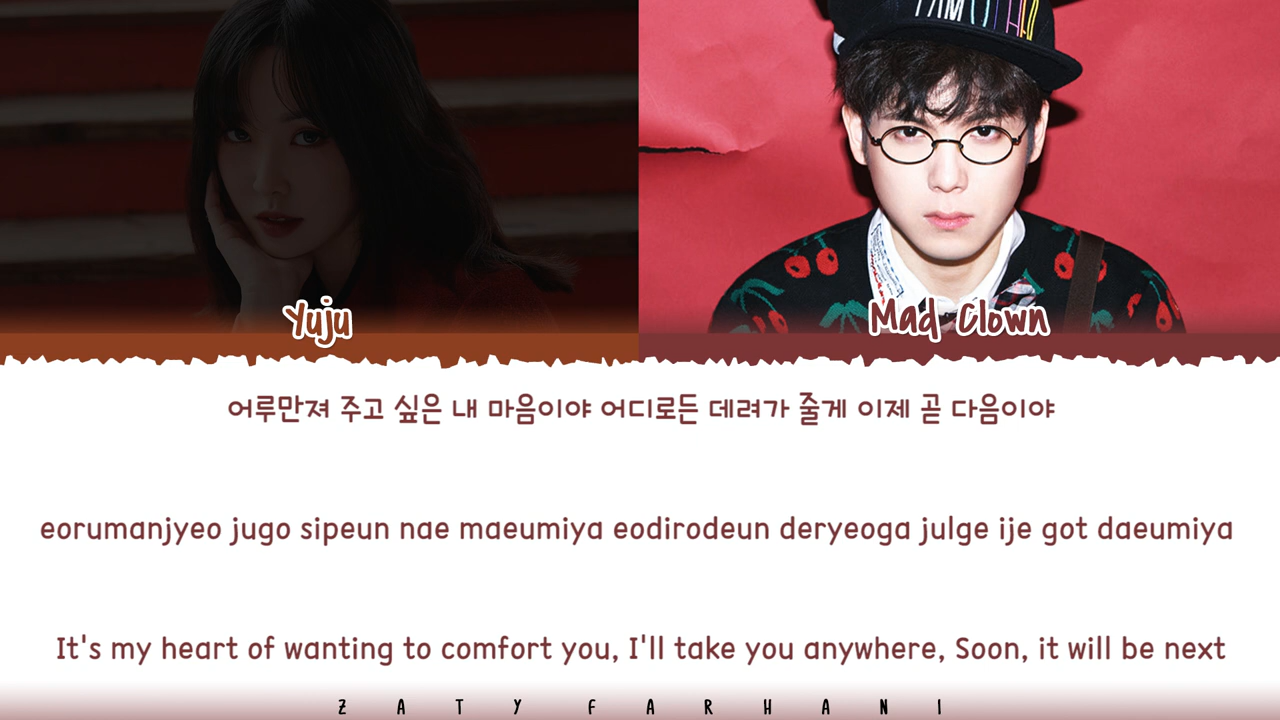 Yuju
Mad Clown
어루만져 주고 싶은 내 마음이야 어디로든 데려가 줄게 이제 곧 다음이야
eorumanjyeo jugo sipeun nae maeumiya eodirodeun deryeoga julge ije got daeumiya
It's my heart of wanting to comfort you, I'll take you anywhere, Soon, it will be next
ZATY FARHANI